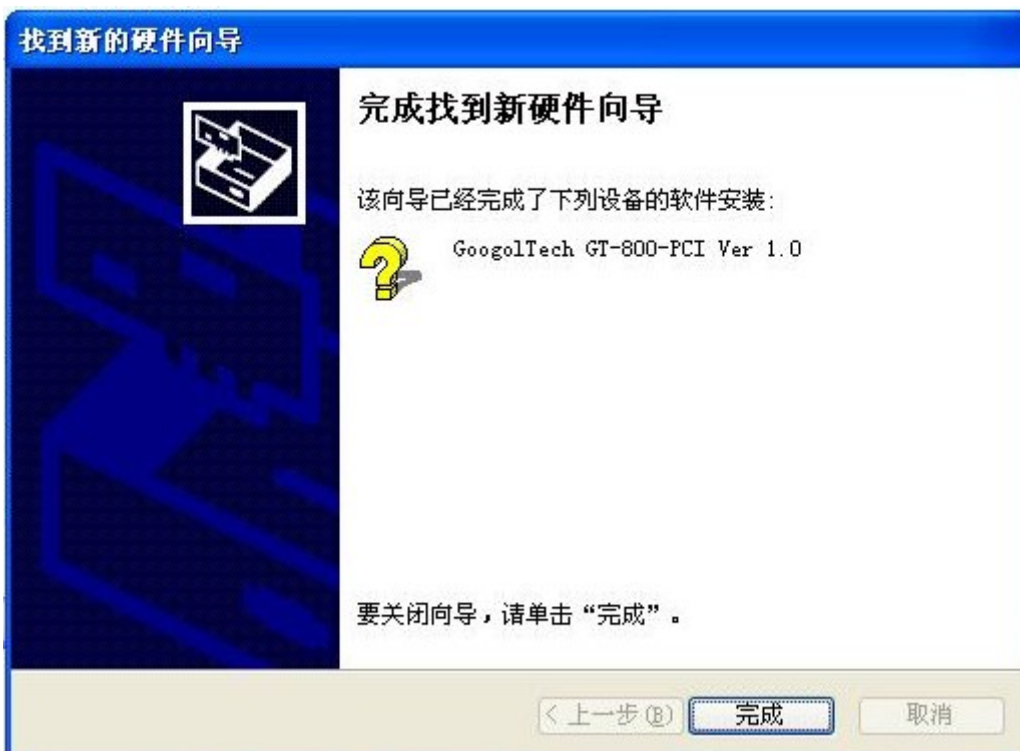 找到新的硬件向导
完成找到新硬件向导
该向导已经完成了下列设备的软件安装:
GoogolTech GT-800-PCI Ver 1.0
要关闭向导，请单击“完成”。
< 上一步(B)
完成
取消